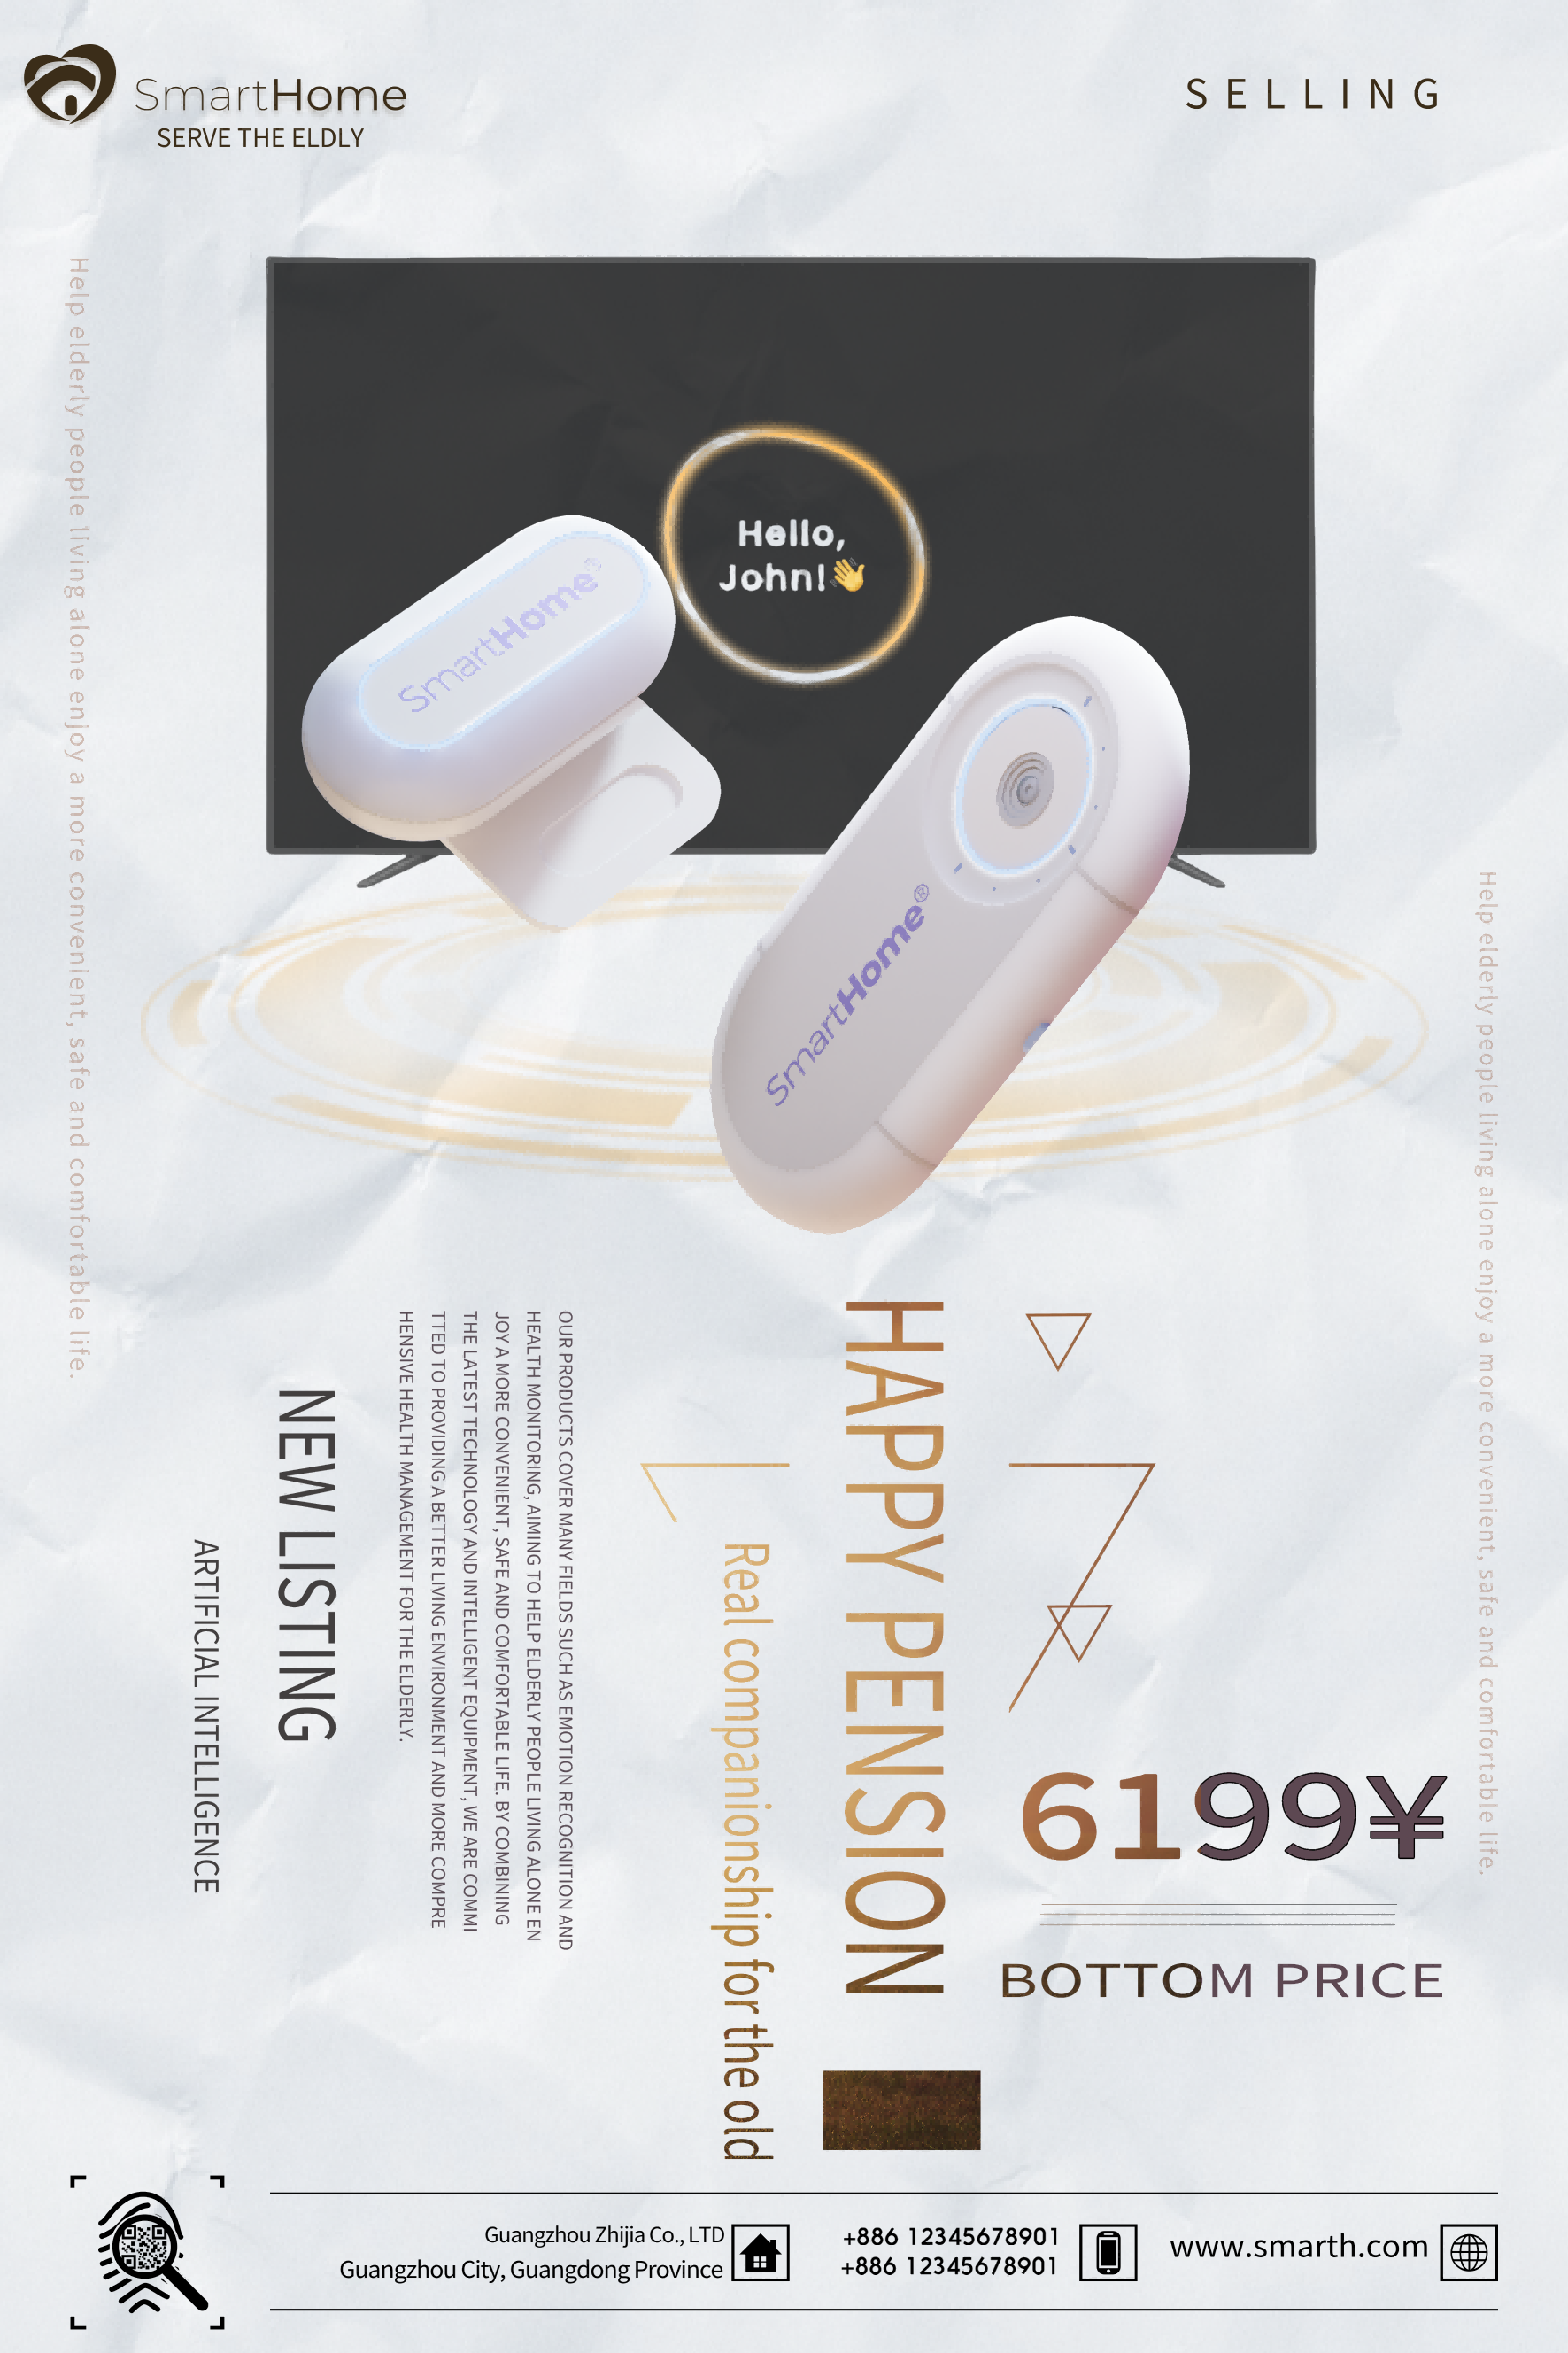 SmartHome
SERVE THE ELDLY
SELLING
Help elderly people living alone enjoy a more convenient, safe and comfortable life.
Hello,
John!👋
SmartHome®
SmartHome®
Help elderly people living alone enjoy a more convenient, safe and comfortable life.
HAPPY PENSION
Real companionship for the old
OUR PRODUCTS COVER MANY FIELDS SUCH AS EMOTION RECOGNITION AND
HEALTH MONITORING, AIMING TO HELP ELDERLY PEOPLE LIVING ALONE EN
JOY A MORE CONVENIENT, SAFE AND COMFORTABLE LIFE. BY COMBINING
THE LATEST TECHNOLOGY AND INTELLIGENT EQUIPMENT, WE ARE COMMI
TTED TO PROVIDING A BETTER LIVING ENVIRONMENT AND MORE COMPRE
HENSIVE HEALTH MANAGEMENT FOR THE ELDERLY.
NEW LISTING
ARTIFICIAL INTELLIGENCE
6199¥
BOTTOM PRICE
Guangzhou Zhijia Co., LTD
Guangzhou City, Guangdong Province
+886 12345678901
+886 12345678901
www.smarth.com